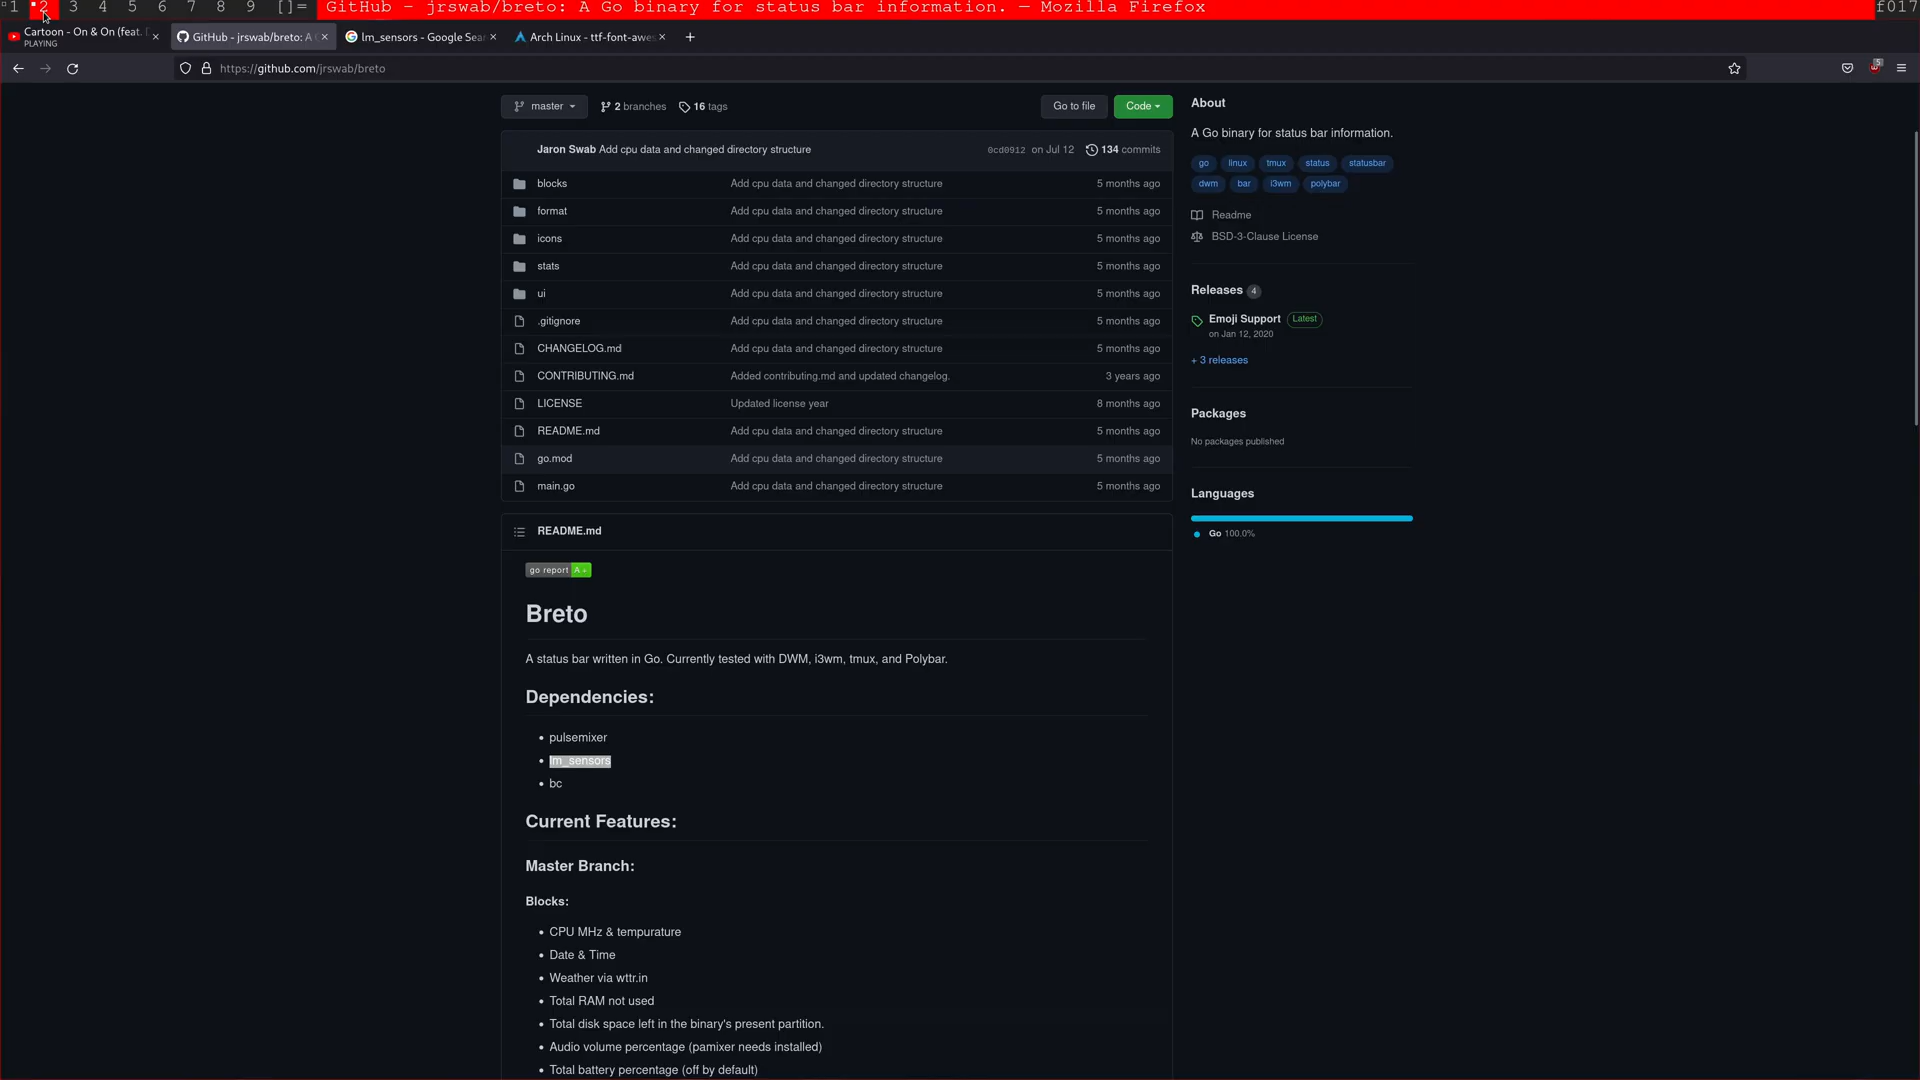 1 2 3 4 5 6 7 8 9 []= GitHub - jrswab/breto: A Go binary for status bar information. — Mozilla Firefox f017
Cartoon - On & On (feat. D
PLAYING
GitHub - jrswab/breto: A G
lm_sensors - Google Sear
Arch Linux - ttf-font-awes
https://github.com/jrswab/breto
5
master
2 branches
16 tags
Go to file
Code
Jaron Swab Add cpu data and changed directory structure
0cd0912 on Jul 12
134 commits
blocks Add cpu data and changed directory structure 5 months ago
format Add cpu data and changed directory structure 5 months ago
icons Add cpu data and changed directory structure 5 months ago
stats Add cpu data and changed directory structure 5 months ago
ui Add cpu data and changed directory structure 5 months ago
.gitignore Add cpu data and changed directory structure 5 months ago
CHANGELOG.md Add cpu data and changed directory structure 5 months ago
CONTRIBUTING.md Added contributing.md and updated changelog. 3 years ago
LICENSE Updated license year 8 months ago
README.md Add cpu data and changed directory structure 5 months ago
go.mod Add cpu data and changed directory structure 5 months ago
main.go Add cpu data and changed directory structure 5 months ago
README.md
go report A+
Breto
A status bar written in Go. Currently tested with DWM, i3wm, tmux, and Polybar.
Dependencies:
• pulsemixer
• lm_sensors
• bc
Current Features:
Master Branch:
Blocks:
• CPU MHz & tempurature
• Date & Time
• Weather via wttr.in
• Total RAM not used
• Total disk space left in the binary's present partition.
• Audio volume percentage (pamixer needs installed)
• Total battery percentage (off by default)
About
A Go binary for status bar information.
go linux tmux status statusbar
dwm bar i3wm polybar
Readme
BSD-3-Clause License
Releases 4
Emoji Support Latest
on Jan 12, 2020
+ 3 releases
Packages
No packages published
Languages
Go 100.0%